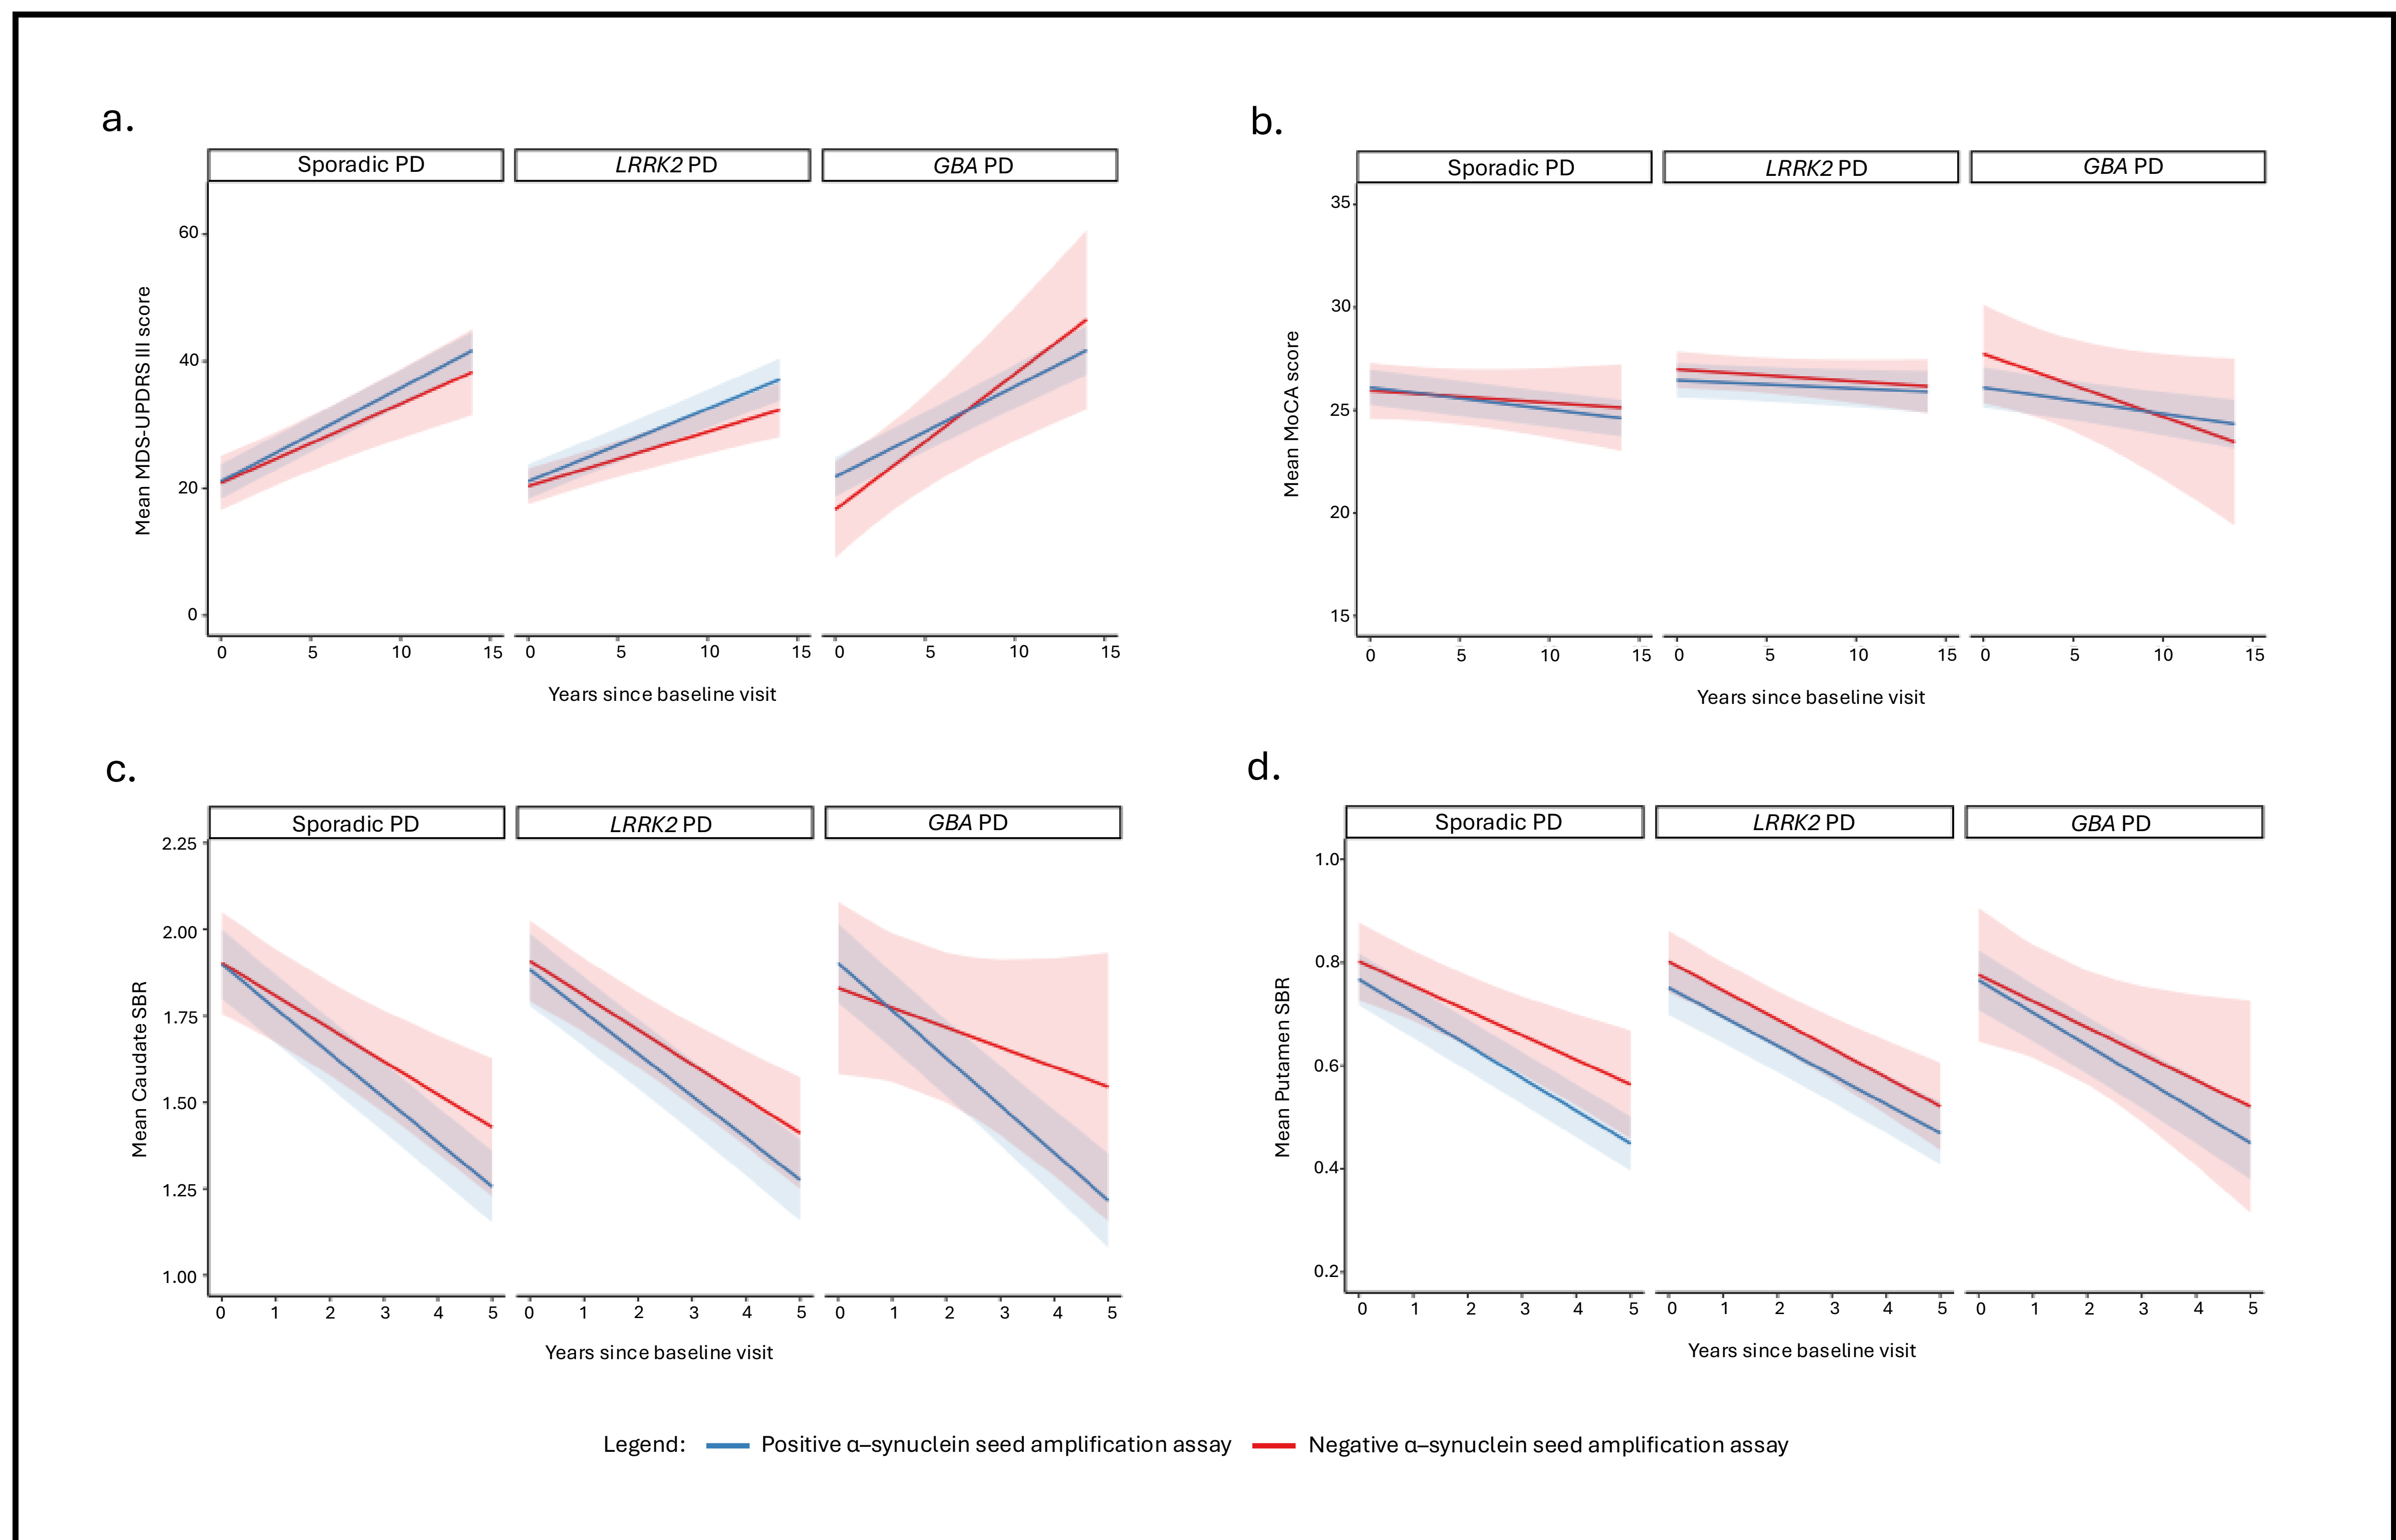 a.
Sporadic PD
LRRK2 PD
GBA PD
Mean MDS-UPDRS III score
60
40
20
0
0 5 10 15
0 5 10 15
0 5 10 15
Years since baseline visit
b.
Sporadic PD
LRRK2 PD
GBA PD
Mean MoCA score
35
30
25
20
15
0 5 10 15
0 5 10 15
0 5 10 15
Years since baseline visit
c.
Sporadic PD
LRRK2 PD
GBA PD
Mean Caudate SBR
2.25
2.00
1.75
1.50
1.25
1.00
0 1 2 3 4 5
0 1 2 3 4 5
0 1 2 3 4 5
Years since baseline visit
d.
Sporadic PD
LRRK2 PD
GBA PD
Mean Putamen SBR
1.0
0.8
0.6
0.4
0.2
0 1 2 3 4 5
0 1 2 3 4 5
0 1 2 3 4 5
Years since baseline visit
Legend: Positive α–synuclein seed amplification assay Negative α–synuclein seed amplification assay